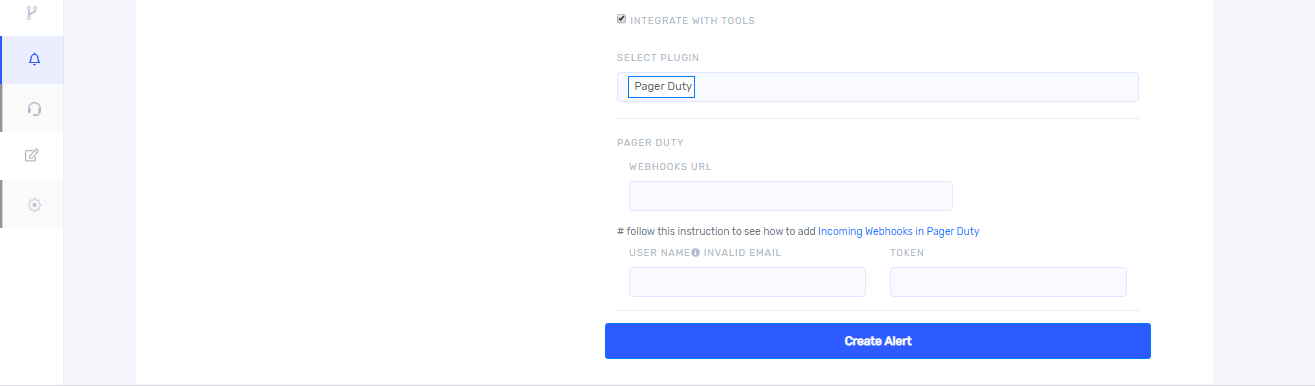 INTEGRATE WITH TOOLS
SELECT PLUGIN
Pager Duty
PAGER DUTY
WEBHOOKS URL
# follow this instruction to see how to add Incoming Webhooks in Pager Duty
USER NAME INVALID EMAIL TOKEN
Create Alert